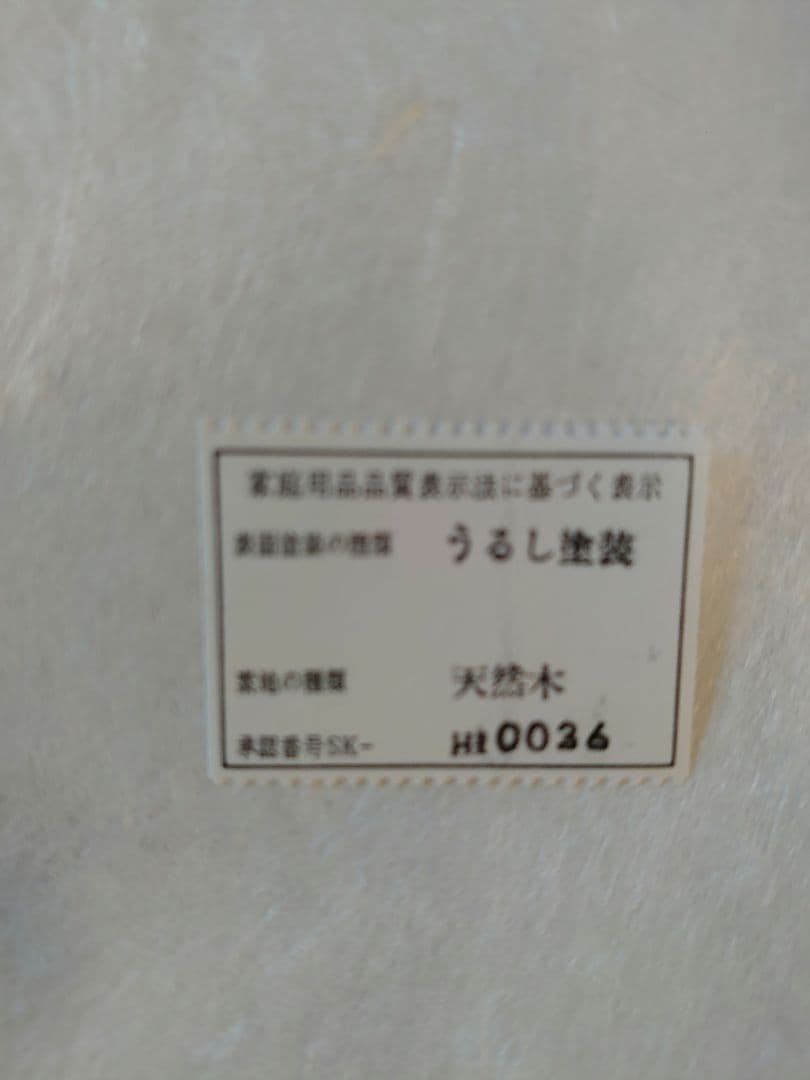 家庭用品品質表示法に基づく表示
表面塗装の種類 うるし塗装
素地の種類 天然木
承認番号SK- 0036